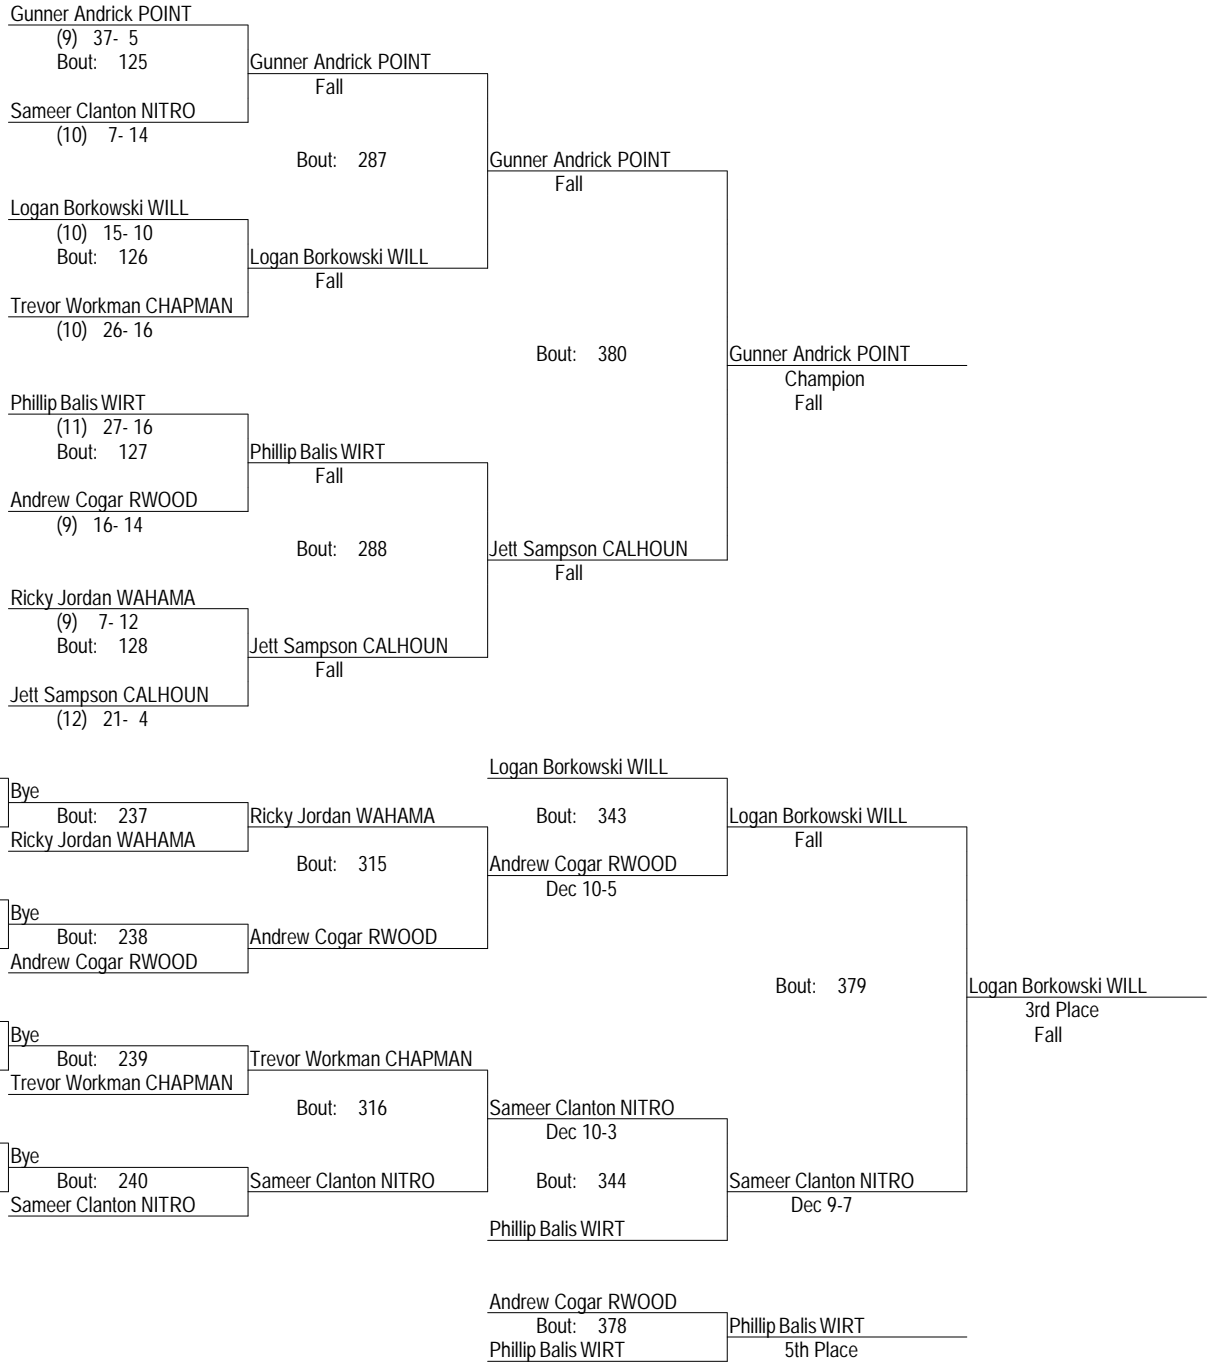 Gunner Andrick POINT
(9) 37- 5
Bout: 125
Gunner Andrick POINT
Fall
Sameer Clanton NITRO
(10) 7- 14
Bout: 287
Gunner Andrick POINT
Fall
Logan Borkowski WILL
(10) 15- 10
Bout: 126
Logan Borkowski WILL
Fall
Trevor Workman CHAPMAN
(10) 26- 16
Bout: 380
Gunner Andrick POINT
Champion
Fall
Phillip Balis WIRT
(11) 27- 16
Bout: 127
Phillip Balis WIRT
Fall
Andrew Cogar RWOOD
(9) 16- 14
Bout: 288
Jett Sampson CALHOUN
Fall
Ricky Jordan WAHAMA
(9) 7- 12
Bout: 128
Jett Sampson CALHOUN
Fall
Jett Sampson CALHOUN
(12) 21- 4
Logan Borkowski WILL
Bye
Bout: 237
Ricky Jordan WAHAMA
Bout: 343
Logan Borkowski WILL
Fall
Ricky Jordan WAHAMA
Bout: 315
Andrew Cogar RWOOD
Dec 10-5
Bye
Bout: 238
Andrew Cogar RWOOD
Andrew Cogar RWOOD
Bout: 379
Logan Borkowski WILL
3rd Place
Fall
Bye
Bout: 239
Trevor Workman CHAPMAN
Trevor Workman CHAPMAN
Bout: 316
Sameer Clanton NITRO
Dec 10-3
Bye
Bout: 240
Sameer Clanton NITRO
Bout: 344
Sameer Clanton NITRO
Dec 9-7
Sameer Clanton NITRO
Phillip Balis WIRT
Andrew Cogar RWOOD
Bout: 378
Phillip Balis WIRT
Phillip Balis WIRT
5th Place